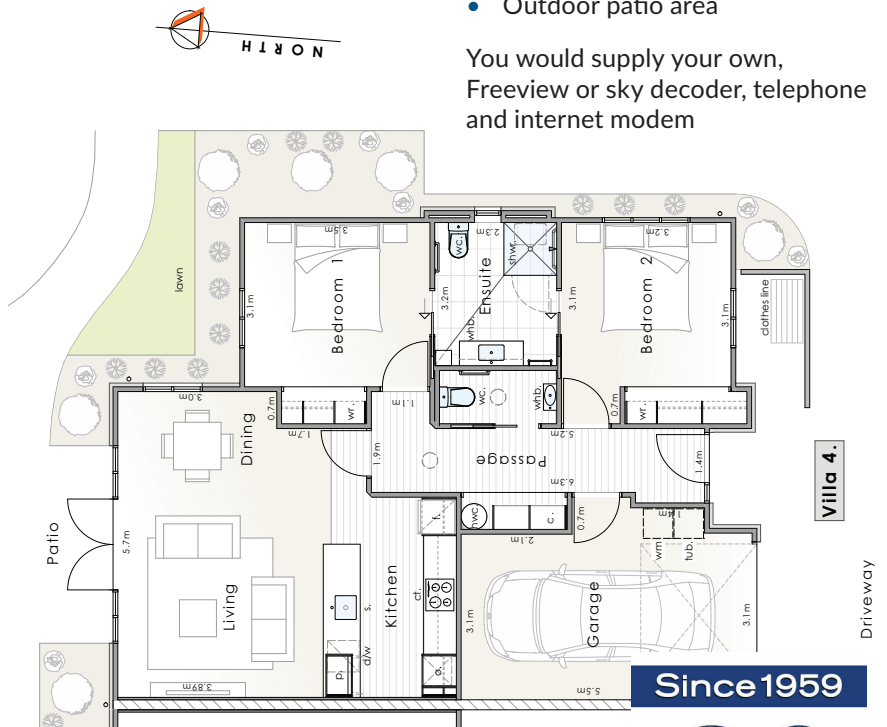 • Outdoor patio area
You would supply your own,
Freeview or sky decoder, telephone
and internet modem
NORTH
3.5m
wc.
2.3m
shwr.
3.2m
lawn
3.1m
Bedroom 1
3.2m
Ensuite
3.1m
Bedroom 2
3.1m
clothes line
whb.
3.0m
0.7m
wr.
1.1m
wc.
whb.
0.7m
wr.
Dining
1.7m
1.9m
5.2m
Passage
6.3m
1.4m
Villa 4.
Patio
5.7m
f.
hwc
c.
0.7m
1.4m
2.1m
wm
tub.
Living
s.
Kitchen
ct.
3.1m
Garage
3.1m
Driveway
d/w
p.
o.
3.89m
5.5m
Since 1959